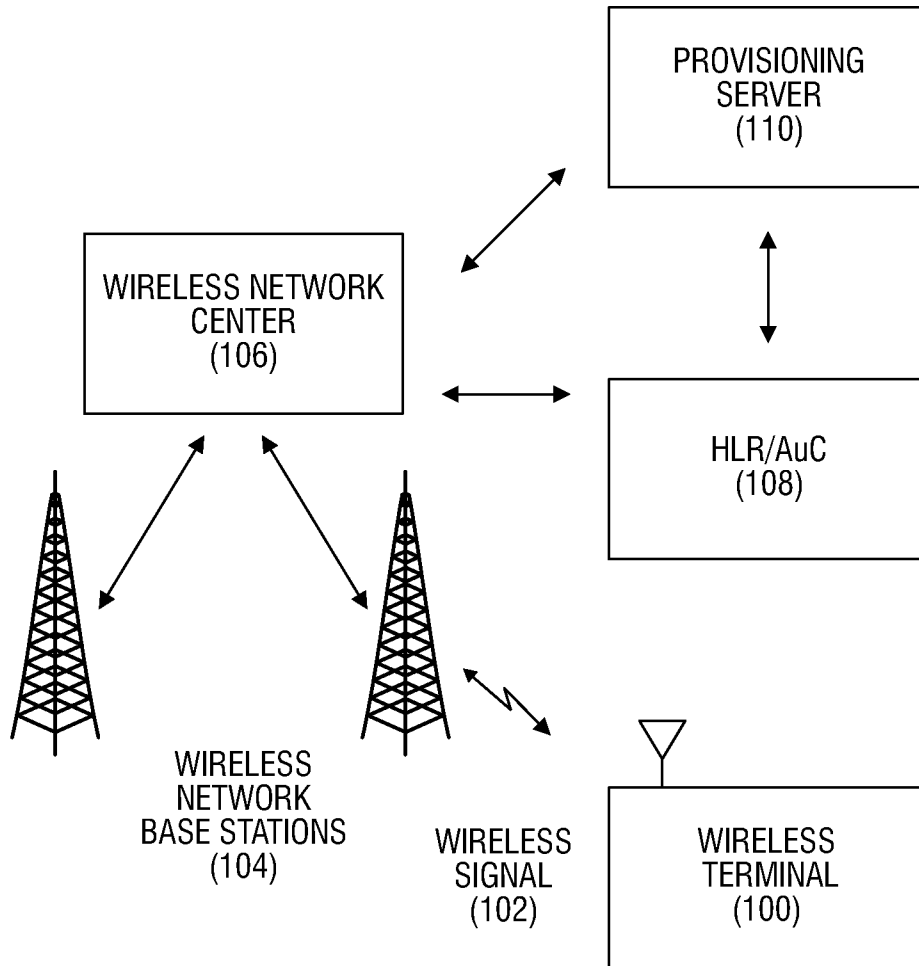 PROVISIONING
SERVER
(110)
WIRELESS NETWORK
CENTER
(106)
HLR/AuC
(108)
WIRELESS
NETWORK
BASE STATIONS
(104)
WIRELESS
SIGNAL
(102)
WIRELESS
TERMINAL
(100)